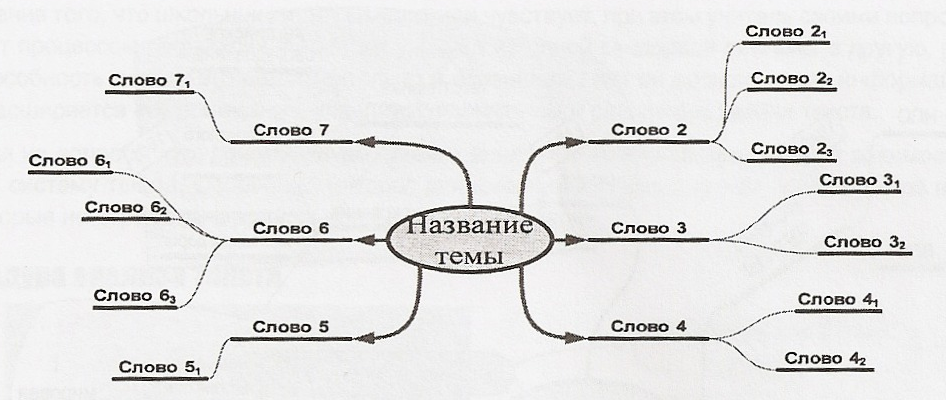 Слово 2₁
Слово 7₁
Слово 2₂
Слово 7
Слово 2
Слово 2₃
Слово 6₁
Слово 3₁
Слово 6₂
Название
темы
Слово 6
Слово 3
Слово 3₂
Слово 6₃
Слово 4₁
Слово 5
Слово 4
Слово 5₁
Слово 4₂